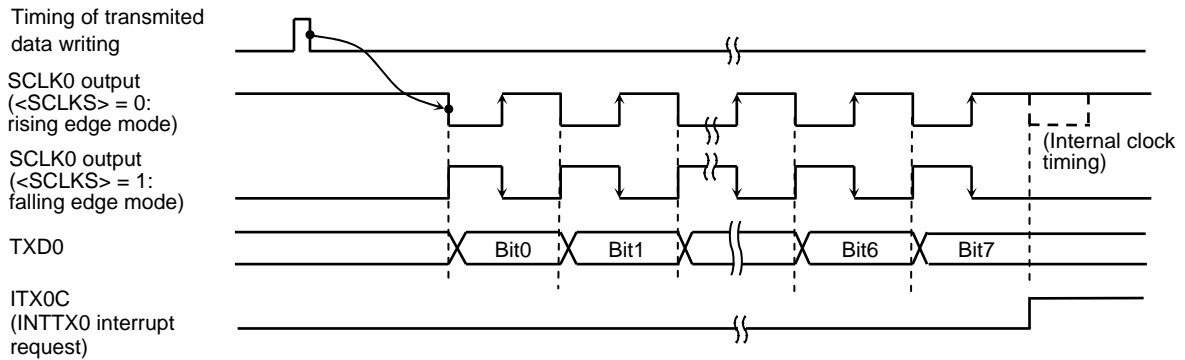 Timing of transmited
data writing
SCLK0 output
(<SCLKS> = 0:
rising edge mode)
(Internal clock
timing)
SCLK0 output
(<SCLKS> = 1:
falling edge mode)
TXD0
Bit0
Bit1
Bit6
Bit7
ITX0C
(INTTX0 interrupt
request)